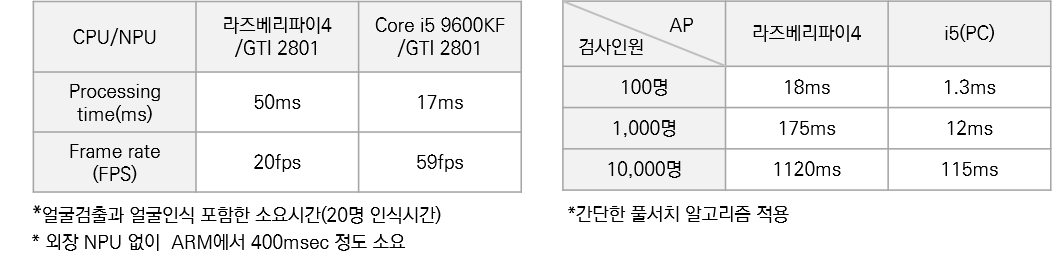 CPU/NPU 라즈베리파이4 /GTI 2801 Core i5 9600KF /GTI 2801
Processing time(ms) 50ms 17ms
Frame rate (FPS) 20fps 59fps
*얼굴검출과 얼굴인식 포함한 소요시간(20명 인식시간)
* 외장 NPU 없이 ARM에서 400msec 정도 소요
AP 검사인원 라즈베리파이4 i5(PC)
100명 18ms 1.3ms
1,000명 175ms 12ms
10,000명 1120ms 115ms
*간단한 풀서치 알고리즘 적용